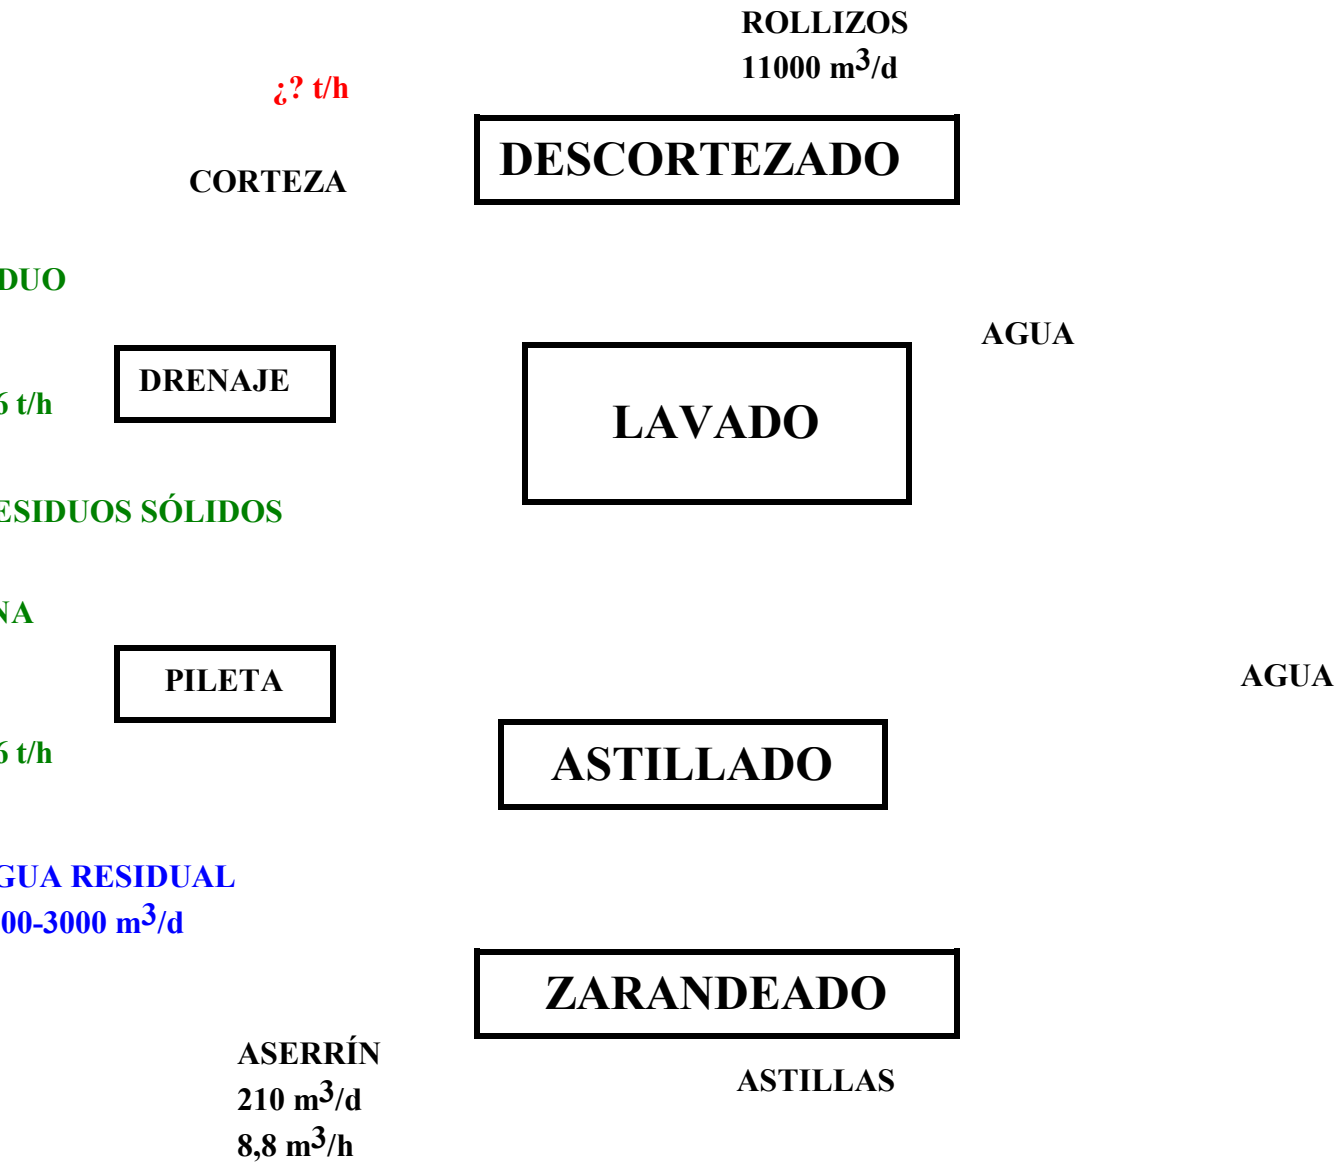 ROLLIZOS
11000 m3/d
¿? t/h
DESCORTEZADO
CORTEZA
DUO
AGUA
DRENAJE
6 t/h
LAVADO
ESIDUOS SÓLIDOS
NA
PILETA
AGUA
6 t/h
ASTILLADO
GUA RESIDUAL
00-3000 m3/d
ZARANDEADO
ASERRÍN
210 m3/d
8,8 m3/h
ASTILLAS